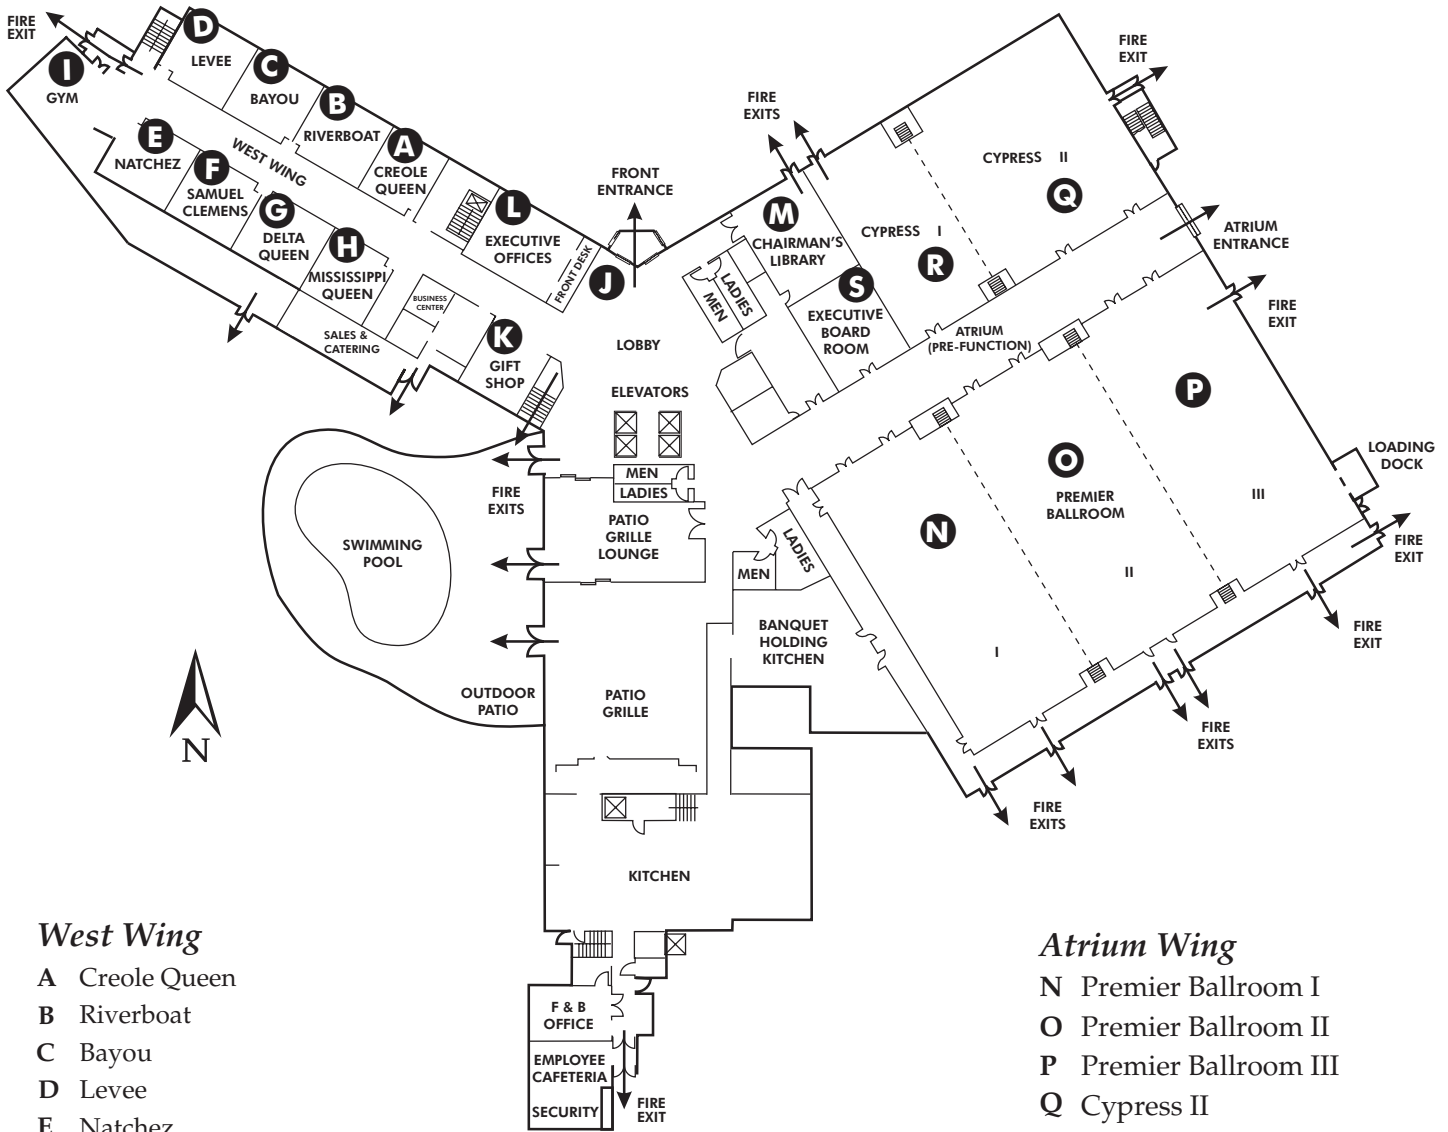 FIRE
EXIT
D
LEVEE
I
GYM
C
BAYOU
B
RIVERBOAT
A
CREOLE
QUEEN
E
NATCHEZ
WEST WING
F
SAMUEL
CLEMENS
G
DELTA
QUEEN
H
MISSISSIPPI
QUEEN
L
EXECUTIVE
OFFICES
FRONT DESK
J
FRONT
ENTRANCE
BUSINESS
CENTER
SALES &
CATERING
K
GIFT
SHOP
LOBBY
ELEVATORS
FIRE
EXITS
FIRE
EXIT
M
CHAIRMAN'S
LIBRARY
LADIES
MEN
S
EXECUTIVE
BOARD
ROOM
CYPRESS I
R
CYPRESS II
Q
ATRIUM
ENTRANCE
ATRIUM
(PRE-FUNCTION)
FIRE
EXIT
P
O
PREMIER
BALLROOM
N
III
II
I
LOADING
DOCK
FIRE
EXIT
FIRE
EXIT
FIRE
EXITS
FIRE
EXITS
MEN
LADIES
FIRE
EXITS
PATIO
GRILLE
LOUNGE
SWIMMING
POOL
LADIES
MEN
BANQUET
HOLDING
KITCHEN
OUTDOOR
PATIO
PATIO
GRILLE
N
KITCHEN
F & B
OFFICE
EMPLOYEE
CAFETERIA
SECURITY
FIRE
EXIT
West Wing
A Creole Queen
B Riverboat
C Bayou
D Levee
E Natchez
Atrium Wing
N Premier Ballroom I
O Premier Ballroom II
P Premier Ballroom III
Q Cypress II